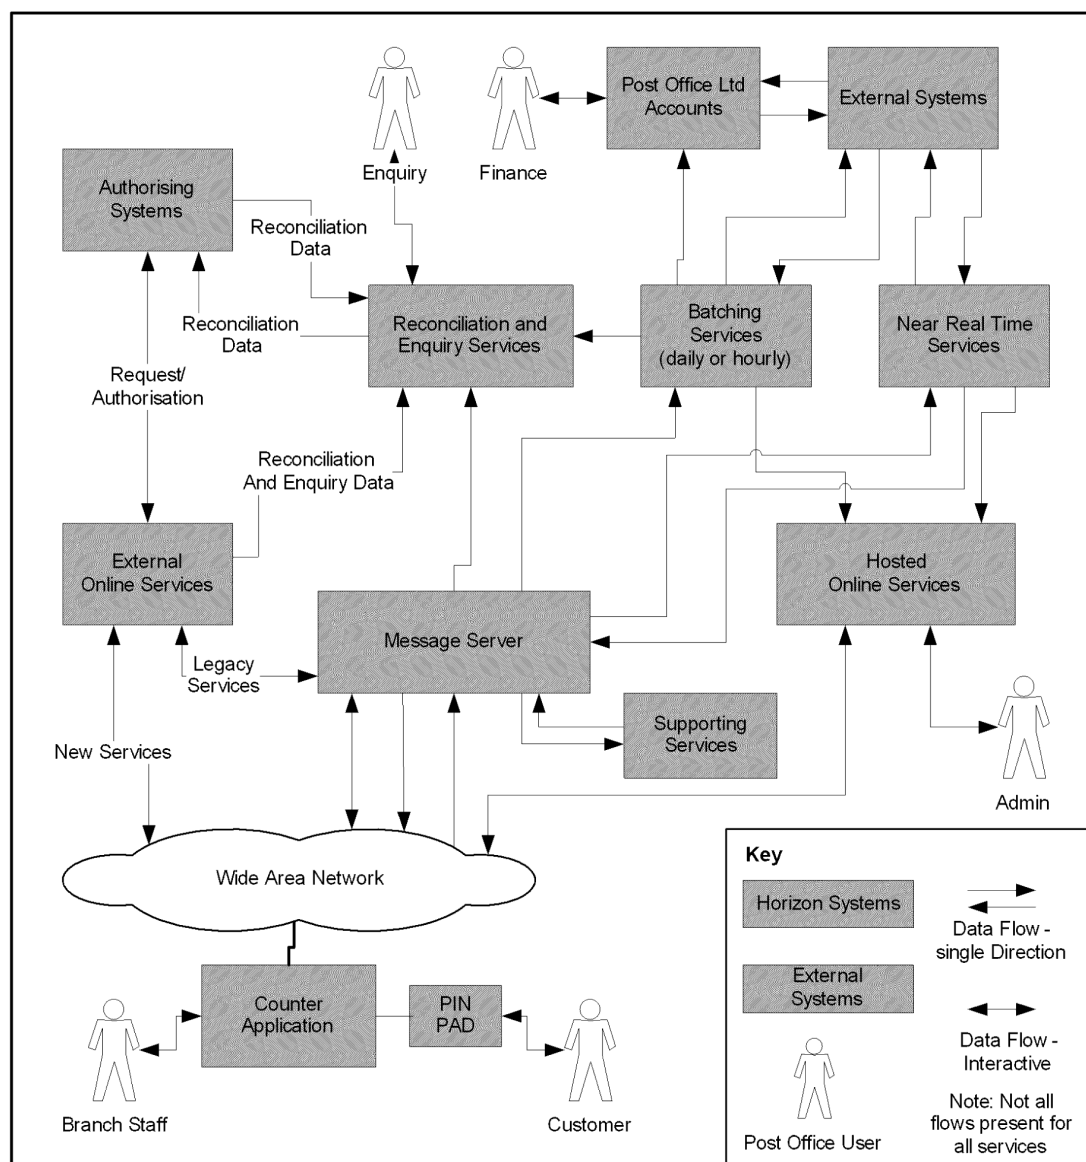 Post Office Ltd
Accounts
External Systems
Enquiry
Finance
Authorising
Systems
Reconciliation
Data
Reconciliation
Data
Reconciliation and
Enquiry Services
Batching
Services
(daily or hourly)
Near Real Time
Services
Request/
Authorisation
Reconciliation
And Enquiry Data
External
Online Services
Hosted
Online Services
Message Server
Legacy
Services
Supporting
Services
New Services
Admin
Wide Area Network
Counter
Application
PIN
PAD
Branch Staff
Customer
Key
Horizon Systems
Data Flow -
single Direction
External
Systems
Data Flow -
Interactive
Post Office User
Note: Not all
flows present for
all services